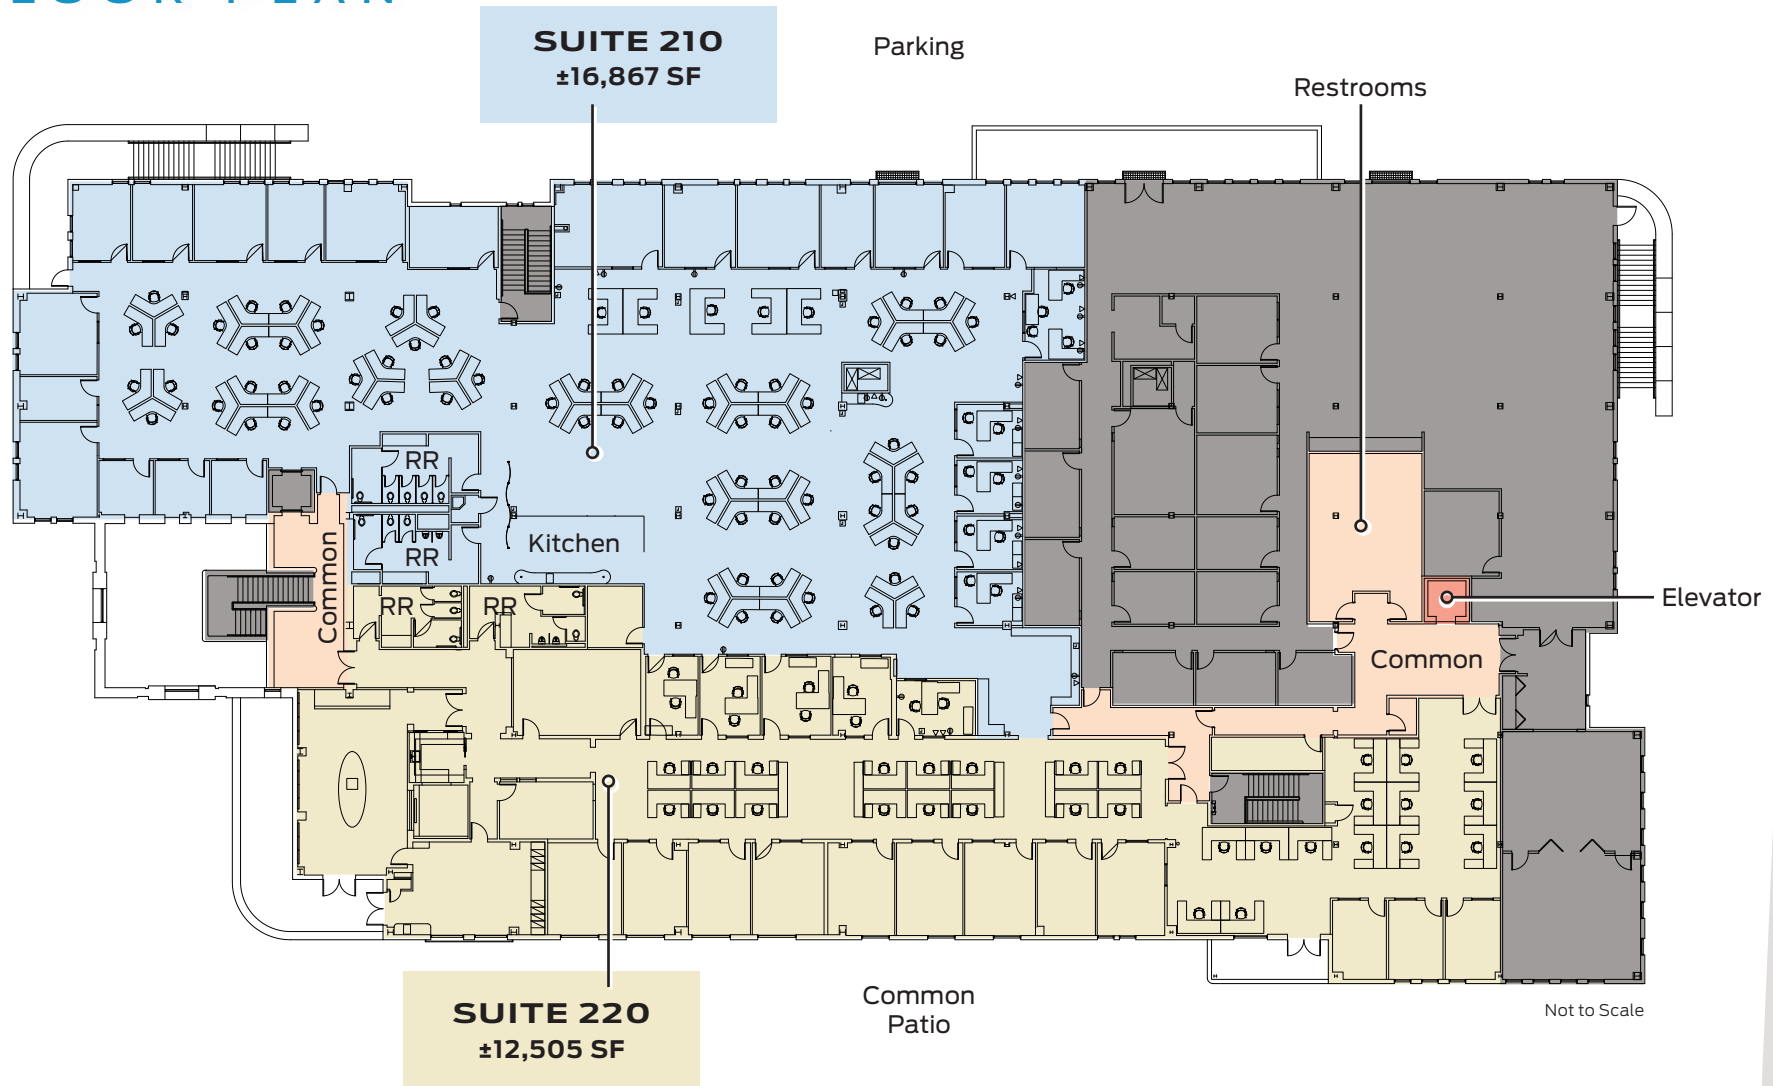 SUITE 210
±16,867 SF
Parking
Restrooms
RR
Kitchen
RR
Common
RR
RR
Elevator
Common
SUITE 220
±12,505 SF
Common
Patio
Not to Scale